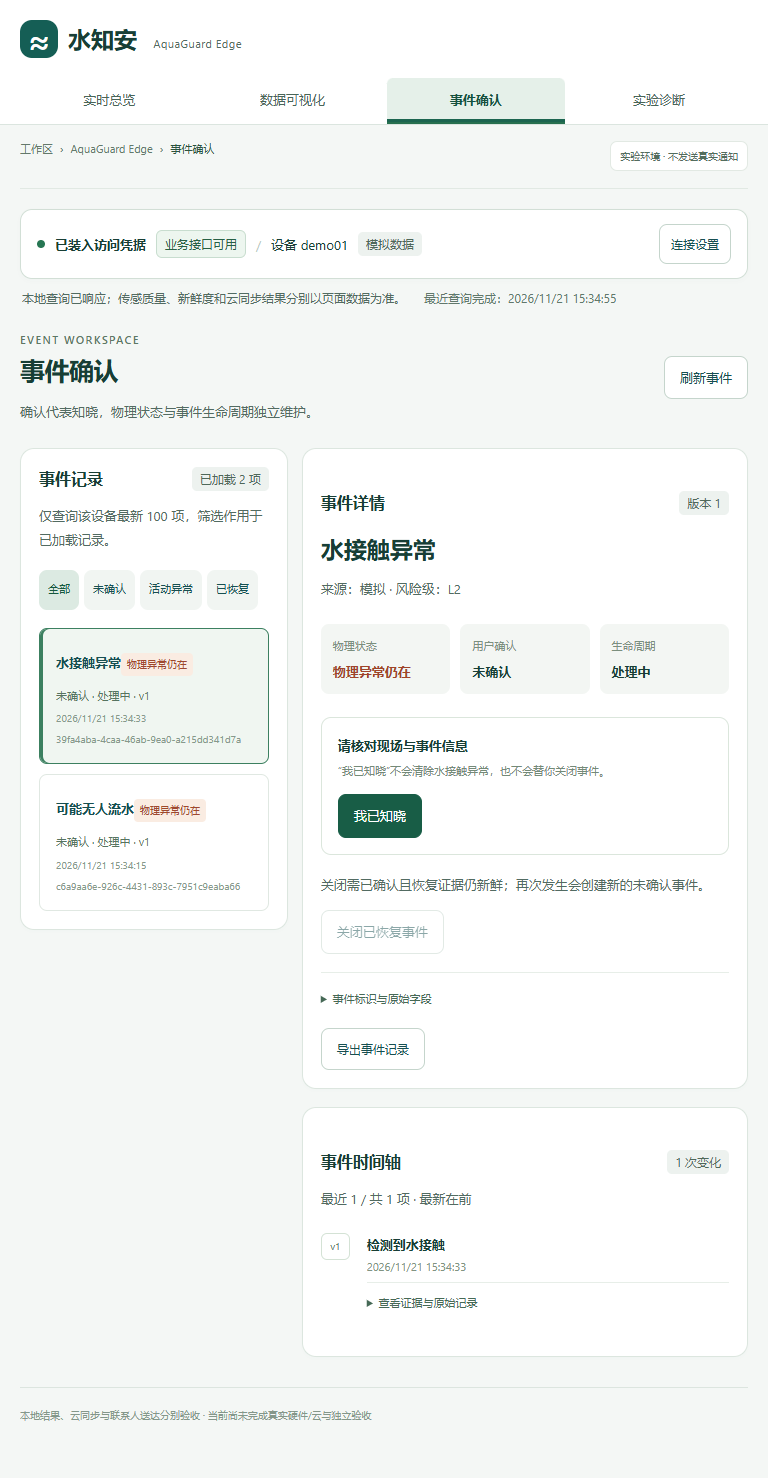 水知安 AquaGuard Edge
实时总览 数据可视化 事件确认 实验诊断
工作区 › AquaGuard Edge › 事件确认
实验环境 · 不发送真实通知
已装入访问凭据 业务接口可用 / 设备 demo01 模拟数据 连接设置
本地查询已响应；传感质量、新鲜度和云同步结果分别以页面数据为准。 最近查询完成：2026/11/21 15:34:55
EVENT WORKSPACE
事件确认
刷新事件
确认代表知晓，物理状态与事件生命周期独立维护。
事件记录 已加载 2 项
仅查询该设备最新 100 项，筛选作用于
已加载记录。
全部 未确认 活动异常 已恢复
水接触异常 物理异常仍在
未确认 · 处理中 · v1
2026/11/21 15:34:33
39fa4aba-4caa-46ab-9ea0-a215dd341d7a
可能无人流水 物理异常仍在
未确认 · 处理中 · v1
2026/11/21 15:34:15
c6a9aa6e-926c-4431-893c-7951c9eaba66
事件详情 版本 1
水接触异常
来源：模拟 · 风险级：L2
物理状态 用户确认 生命周期
物理异常仍在 未确认 处理中
请核对现场与事件信息
“我已知晓”不会清除水接触异常，也不会替你关闭事件。
我已知晓
关闭需已确认且恢复证据仍新鲜；再次发生会创建新的未确认事件。
关闭已恢复事件
▶ 事件标识与原始字段
导出事件记录
事件时间轴 1 次变化
最近 1 / 共 1 项 · 最新在前
v1 检测到水接触
2026/11/21 15:34:33
▶ 查看证据与原始记录
本地结果、云同步与联系人送达分别验收 · 当前尚未完成真实硬件/云与独立验收